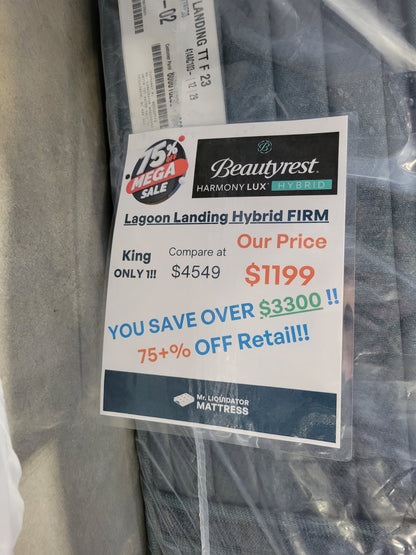 LANDING TT F 23
-02
75%
MEGA
SALE
Beautyrest.
HARMONY LUX HYBRID
Lagoon Landing Hybrid FIRM
Our Price
King
Compare at
ONLY 1!!
$4549
$1199
YOU SAVE OVER $3300 !!
75+% OFF Retail!!
Mr. LIQUIDATOR
MATTRESS